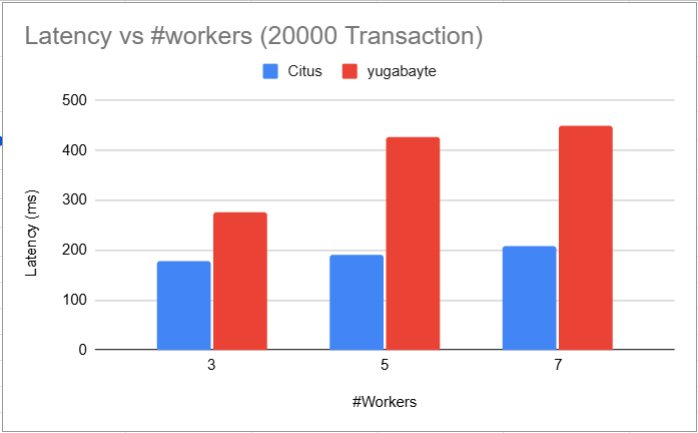 Latency vs #workers (20000 Transaction)
Citus yugabayte
500
400
300
200
100
0
Latency (ms)
3 5 7
#Workers